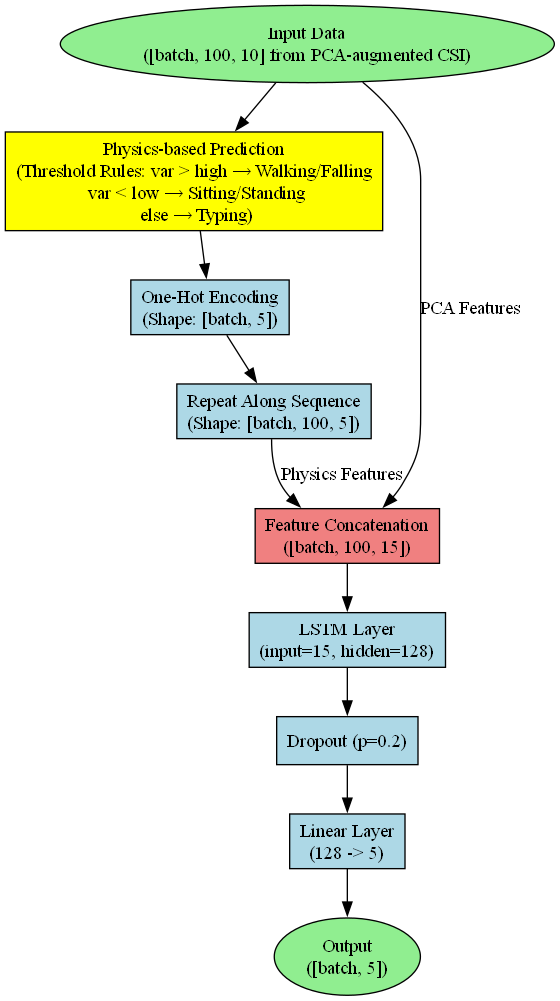 Input Data
([batch, 100, 10] from PCA-augmented CSI)
Physics-based Prediction
(Threshold Rules: var > high → Walking/Falling
var < low → Sitting/Standing
else → Typing)
One-Hot Encoding
(Shape: [batch, 5])
PCA Features
Repeat Along Sequence
(Shape: [batch, 100, 5])
Physics Features
Feature Concatenation
([batch, 100, 15])
LSTM Layer
(input=15, hidden=128)
Dropout (p=0.2)
Linear Layer
(128 -> 5)
Output
([batch, 5])